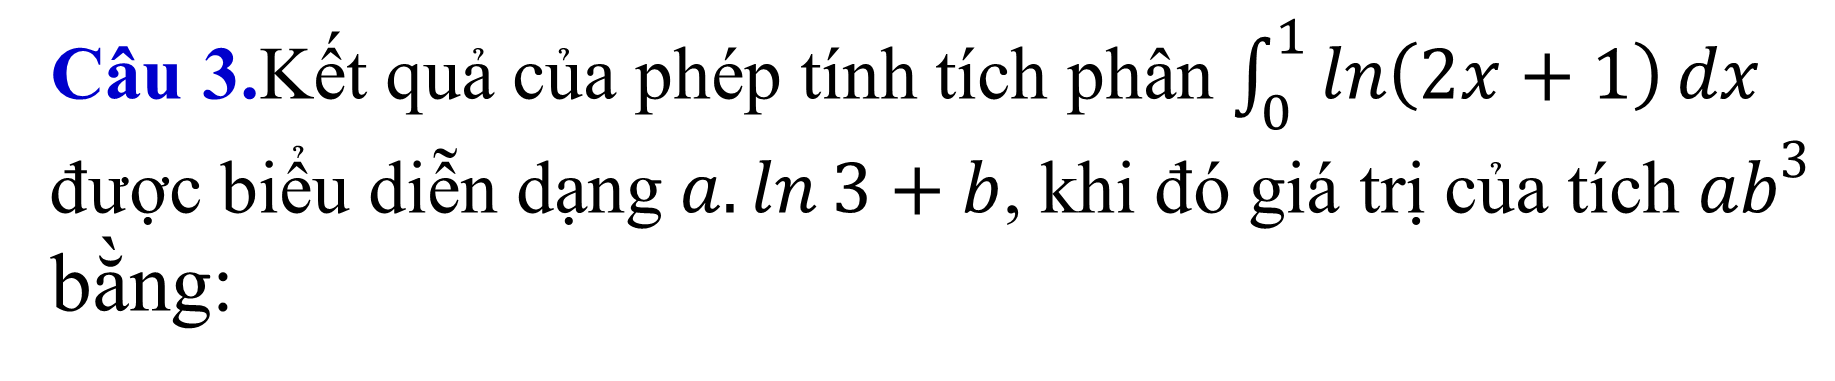 Câu 3.Kết quả của phép tính tích phân ∫₀¹ ln(2x + 1) dx
được biểu diễn dạng a. ln 3 + b, khi đó giá trị của tích ab³
bằng: